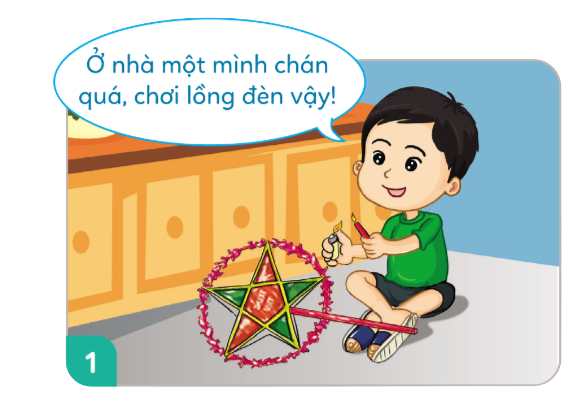 Ở nhà một mình chán
quá, chơi lồng đèn vậy!
1